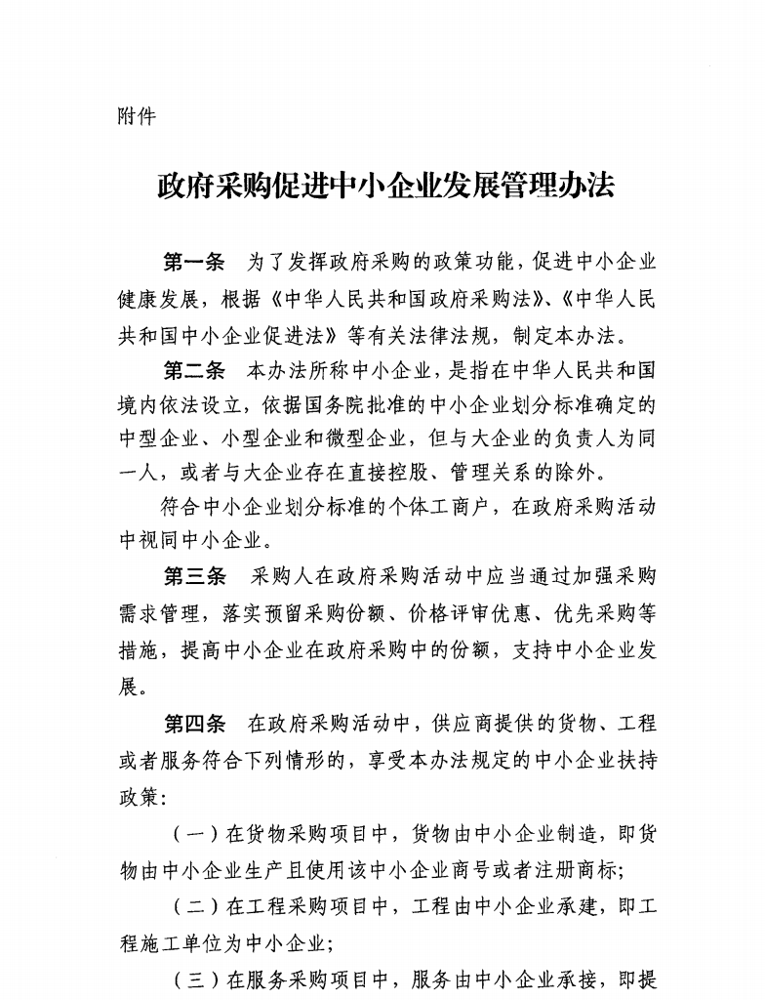 附件
政府采购促进中小企业发展管理办法
第一条 为了发挥政府采购的政策功能，促进中小企业
健康发展，根据《中华人民共和国政府采购法》、《中华人民
共和国中小企业促进法》等有关法律法规，制定本办法。
第二条 本办法所称中小企业，是指在中华人民共和国
境内依法设立，依据国务院批准的中小企业划分标准确定的
中型企业、小型企业和微型企业，但与大企业的负责人为同
一人，或者与大企业存在直接控股、管理关系的除外。
符合中小企业划分标准的个体工商户，在政府采购活动
中视同中小企业。
第三条 采购人在政府采购活动中应当通过加强采购
需求管理，落实预留采购份额、价格评审优惠、优先采购等
措施，提高中小企业在政府采购中的份额，支持中小企业发
展。
第四条 在政府采购活动中，供应商提供的货物、工程
或者服务符合下列情形的，享受本办法规定的中小企业扶持
政策：
（一）在货物采购项目中，货物由中小企业制造，即货
物由中小企业生产且使用该中小企业商号或者注册商标；
（二）在工程采购项目中，工程由中小企业承建，即工
程施工单位为中小企业；
（三）在服务采购项目中，服务由中小企业承接，即提